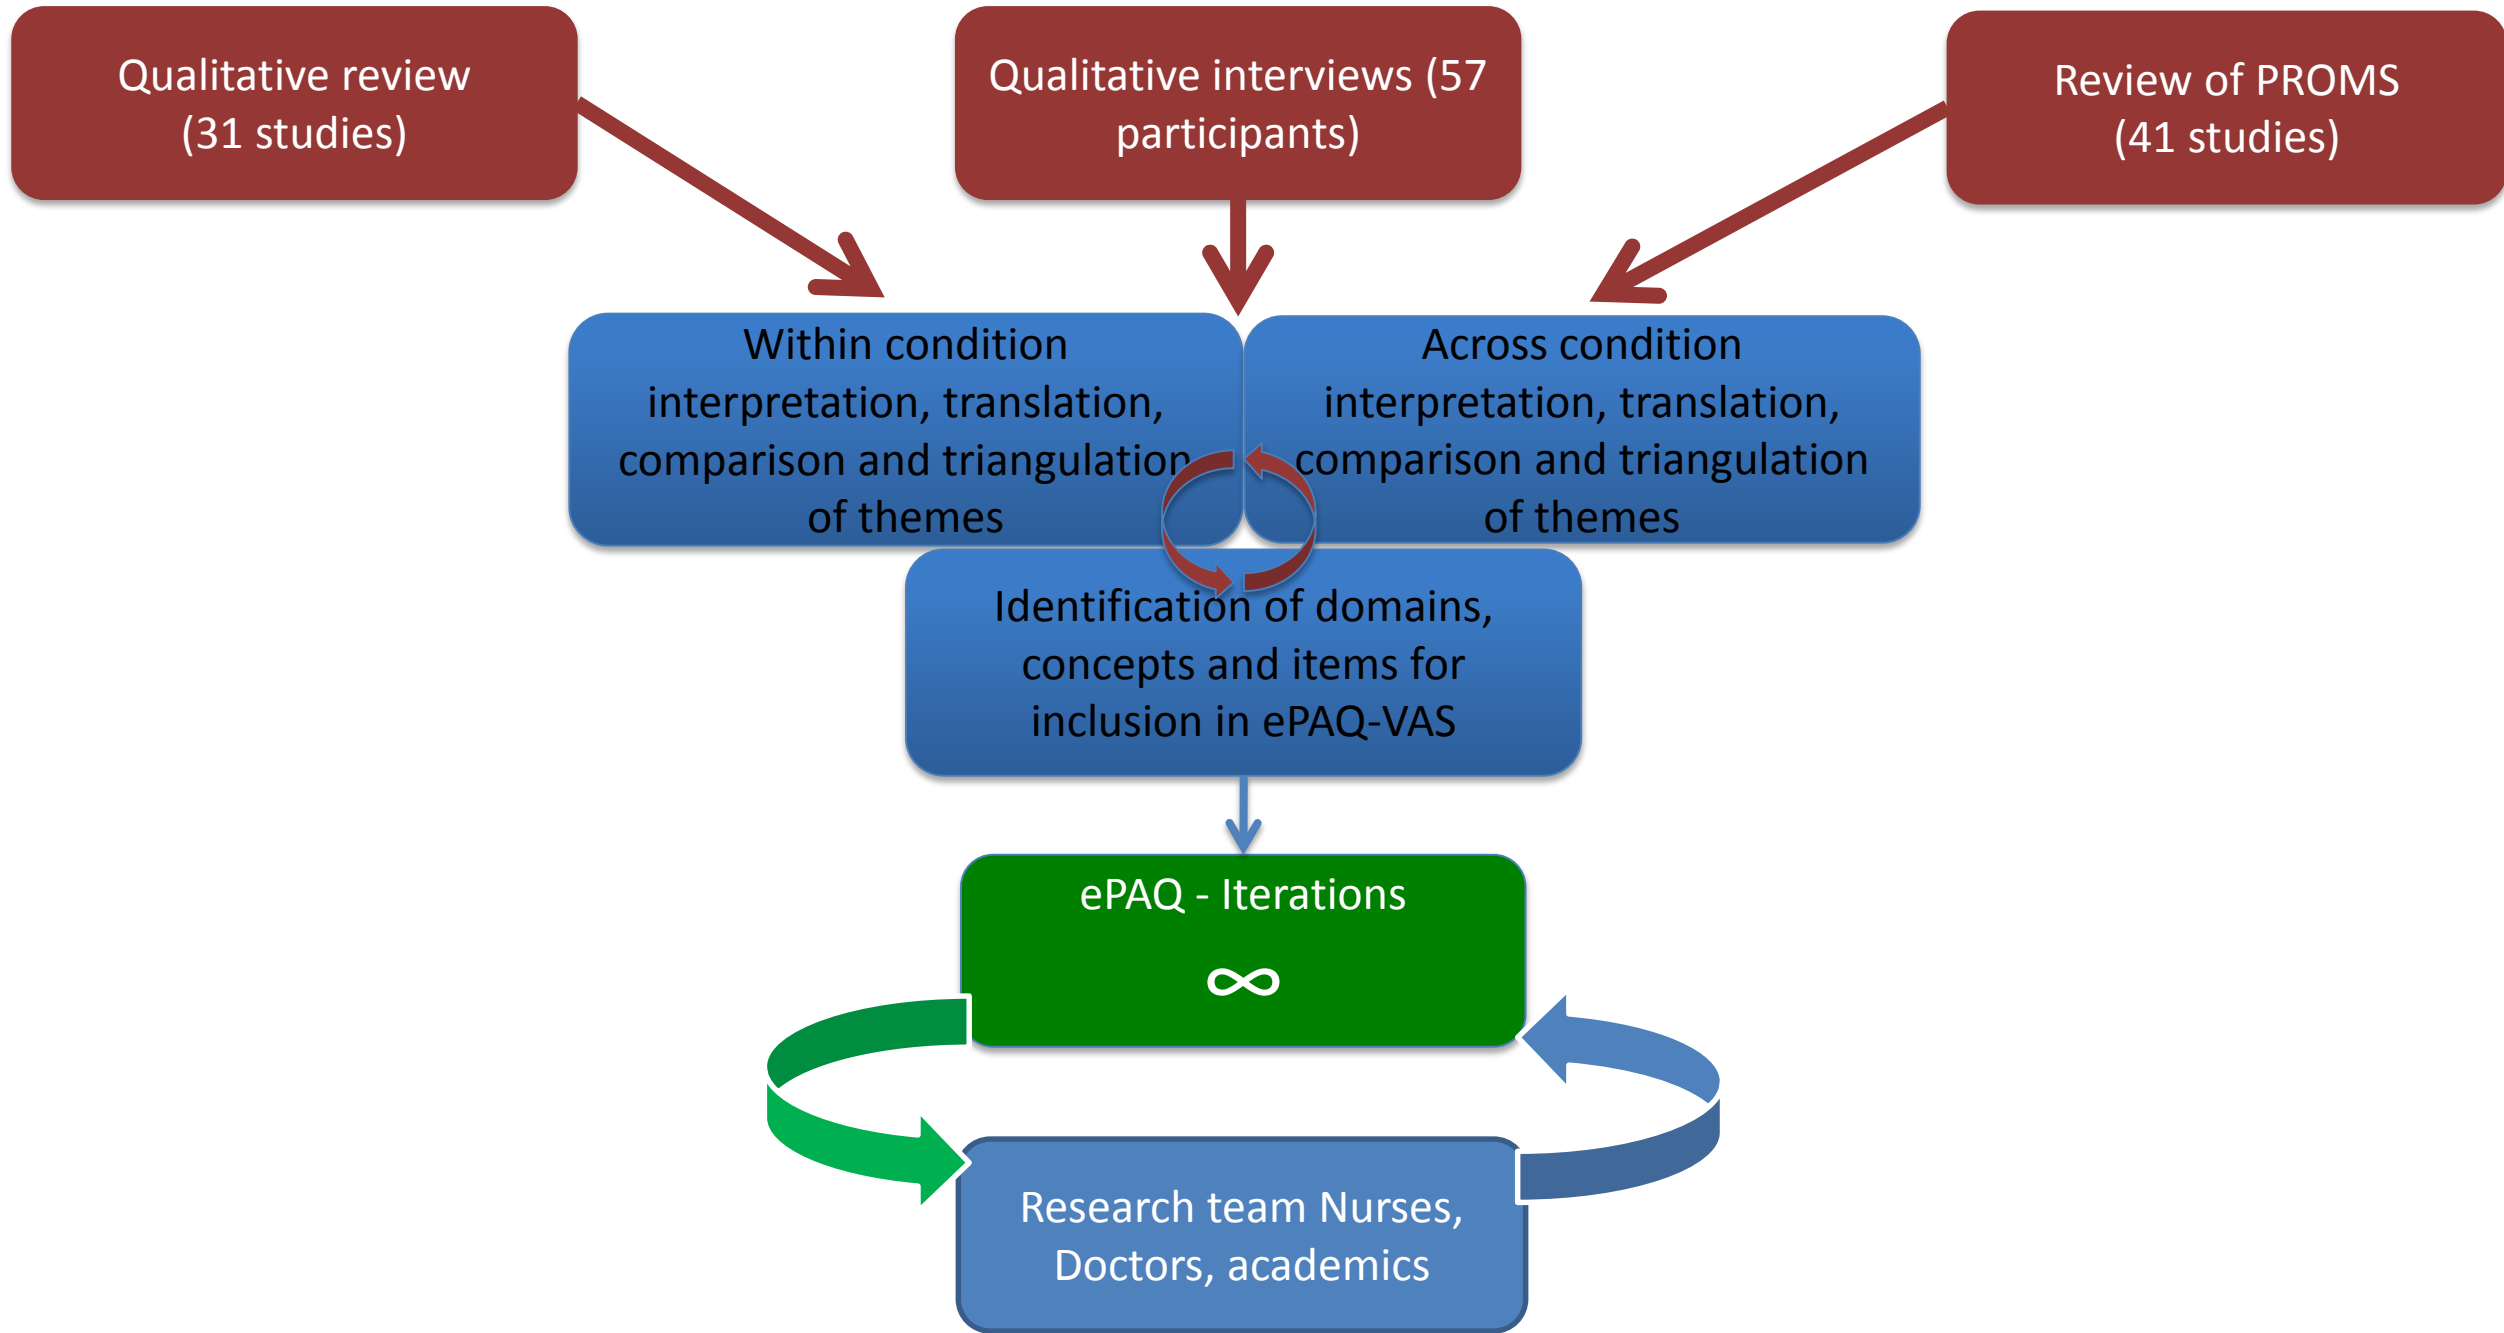 Qualitative review
(31 studies)
Qualitative interviews (57
participants)
Review of PROMS
(41 studies)
Within condition
interpretation, translation,
comparison and triangulation
of themes
Across condition
interpretation, translation,
comparison and triangulation
of themes
Identification of domains,
concepts and items for
inclusion in ePAQ-VAS
ePAQ - Iterations
∞
Research team Nurses,
Doctors, academics